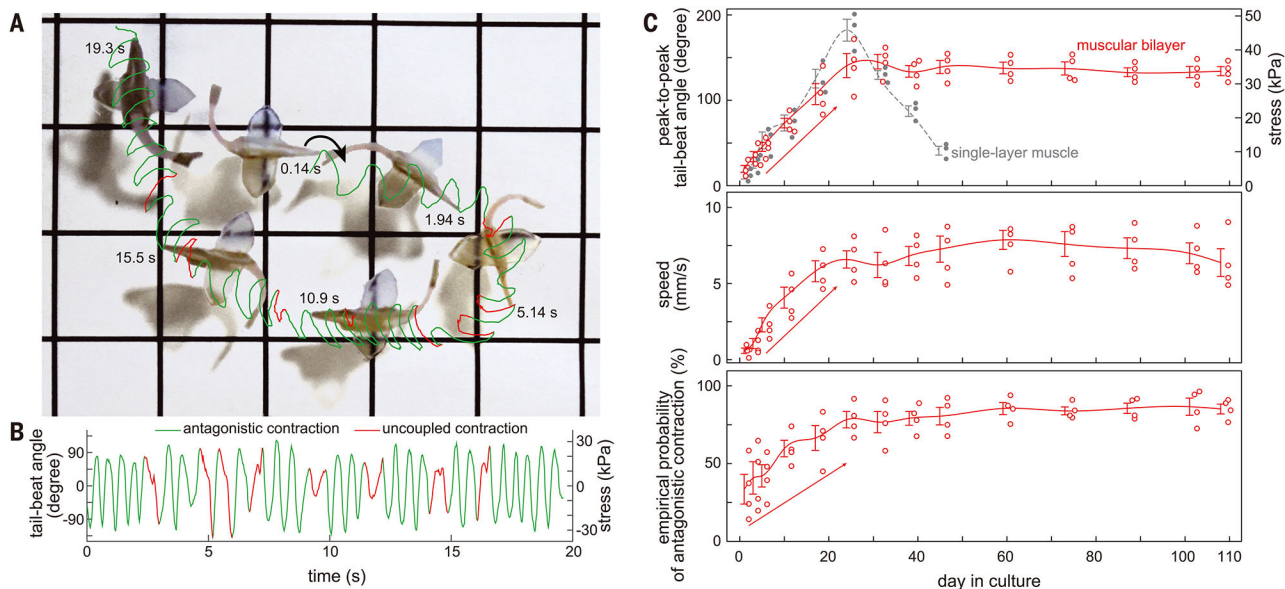 A
19.3 s
0.14 s
1.94 s
15.5 s
10.9 s
5.14 s
B
antagonistic contraction
uncoupled contraction
tail-beat angle
(degree)
90
0
-90
30
0
-30
stress (kPa)
0
5
10
15
20
time (s)
C
peak-to-peak
tail-beat angle (degree)
200
100
0
muscular bilayer
single-layer muscle
50
40
30
20
10
0
stress (kPa)
speed
(mm/s)
10
5
0
empirical probability
of antagonistic contraction (%)
100
50
0
0
20
40
60
80
100
110
day in culture